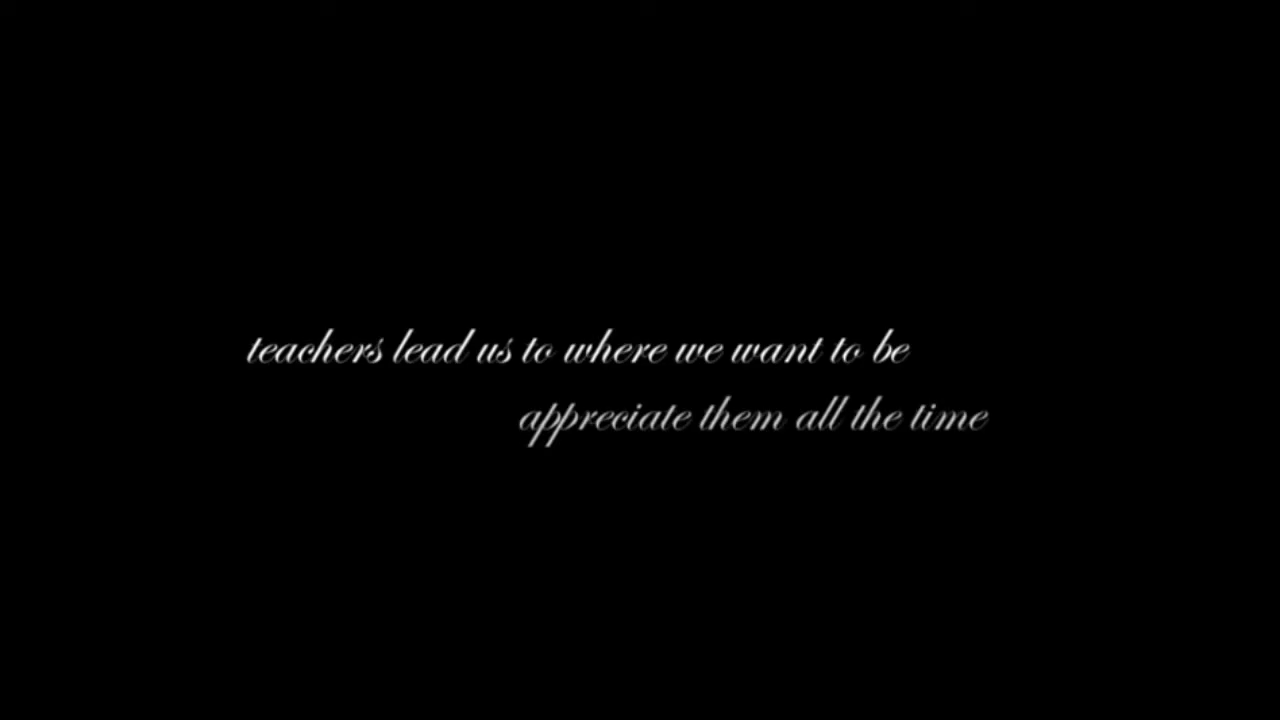 teachers lead us to where we want to be
appreciate them all the time